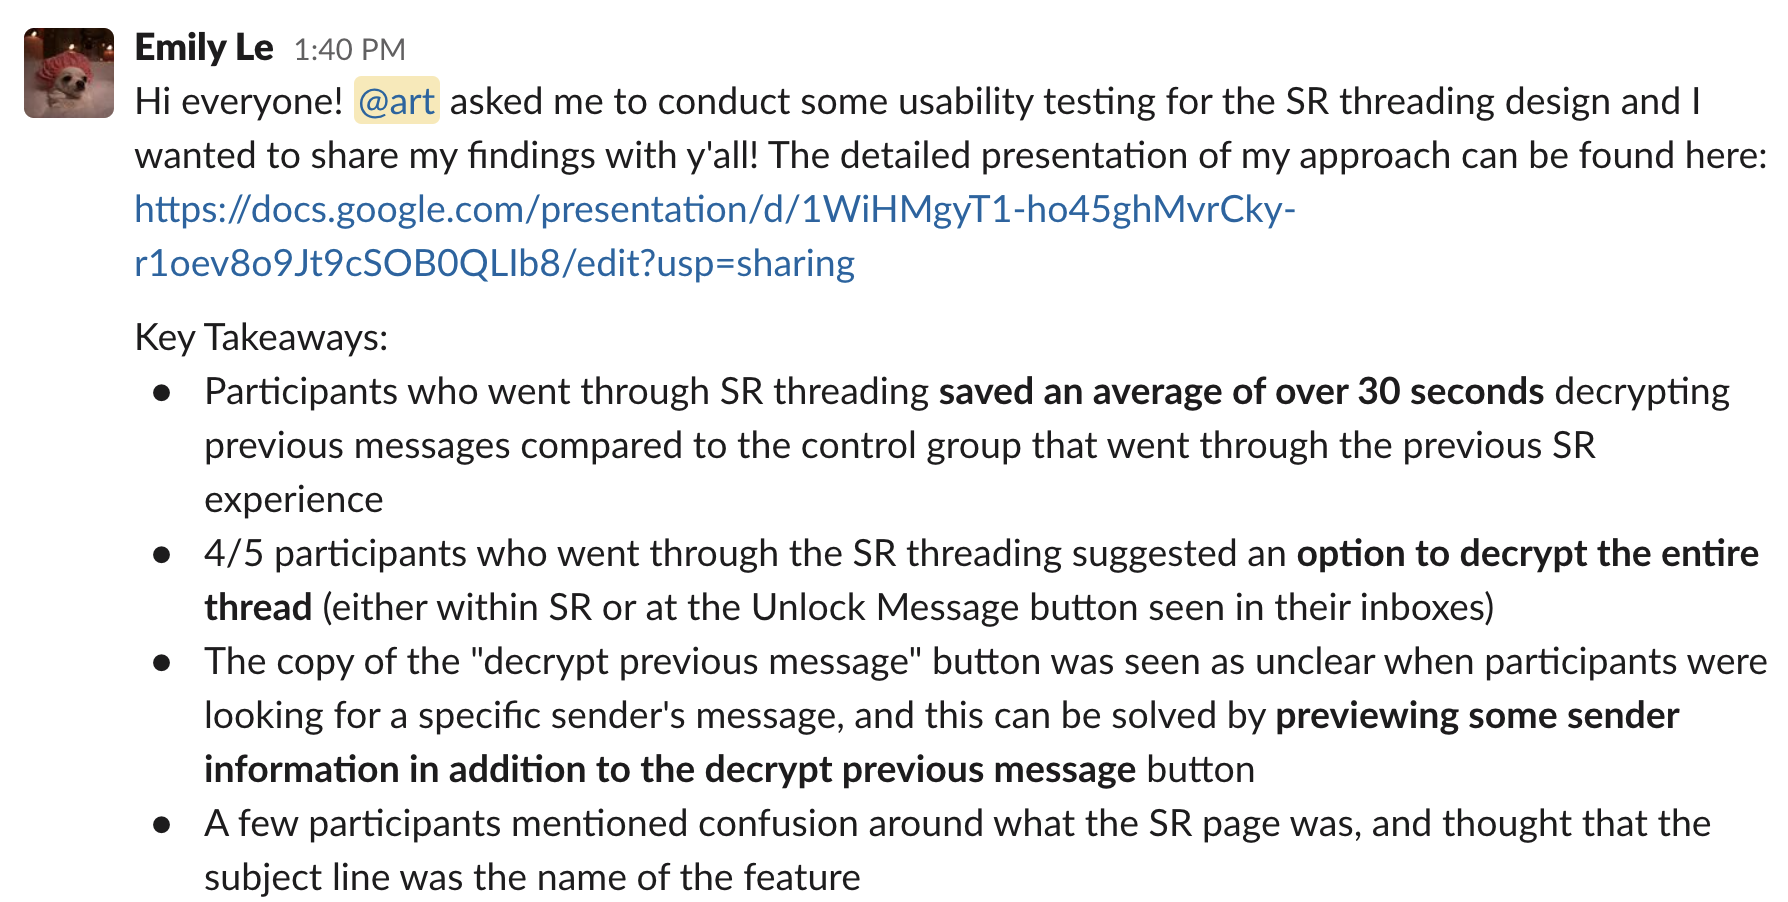 Emily Le 1:40 PM
Hi everyone! @art asked me to conduct some usability testing for the SR threading design and I
wanted to share my findings with y'all! The detailed presentation of my approach can be found here:
https://docs.google.com/presentation/d/1WiHMgyT1-ho45ghMvrCky-
r1oev8o9Jt9cSOB0QLIb8/edit?usp=sharing
Key Takeaways:
● Participants who went through SR threading saved an average of over 30 seconds decrypting
previous messages compared to the control group that went through the previous SR
experience
● 4/5 participants who went through the SR threading suggested an option to decrypt the entire
thread (either within SR or at the Unlock Message button seen in their inboxes)
● The copy of the "decrypt previous message" button was seen as unclear when participants were
looking for a specific sender's message, and this can be solved by previewing some sender
information in addition to the decrypt previous message button
● A few participants mentioned confusion around what the SR page was, and thought that the
subject line was the name of the feature